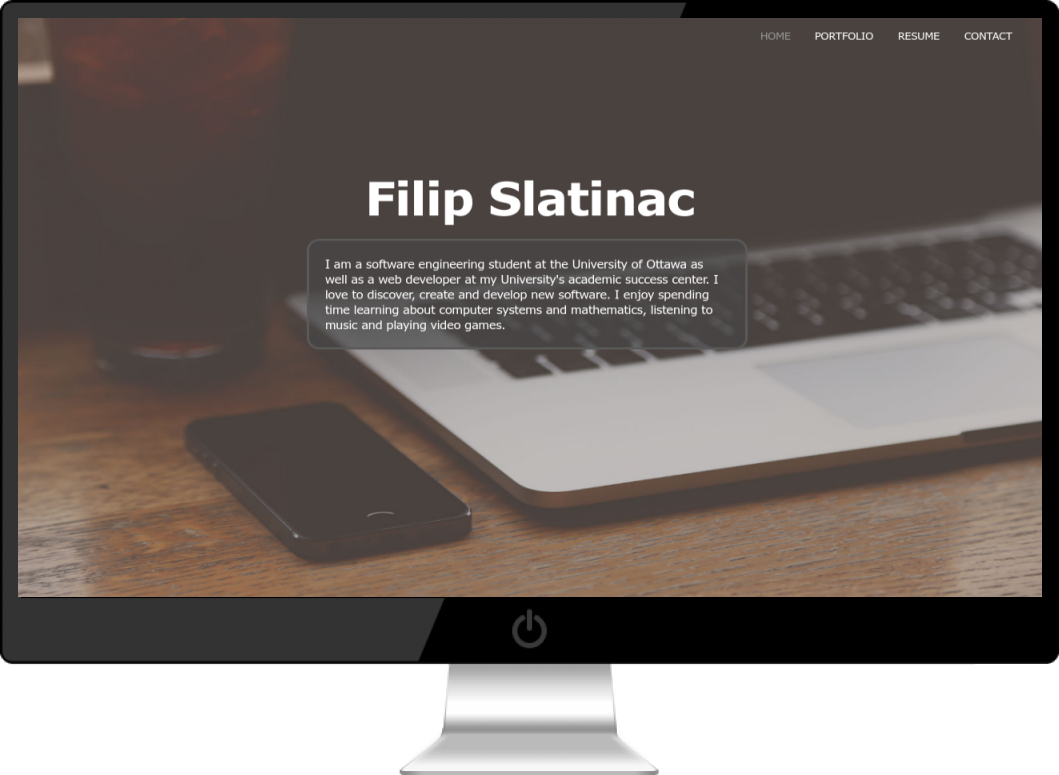 HOME PORTFOLIO RESUME CONTACT
Filip Slatinac
I am a software engineering student at the University of Ottawa as
well as a web developer at my University's academic success center. I
love to discover, create and develop new software. I enjoy spending
time learning about computer systems and mathematics, listening to
music and playing video games.